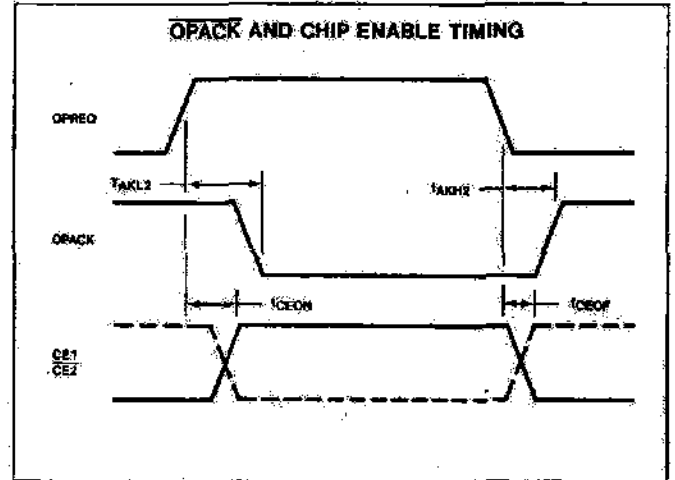 OPACK AND CHIP ENABLE TIMING
OPREQ
TAKL2
tAKH2
OPACK
tCEON
tCEOF
CE1
CE2